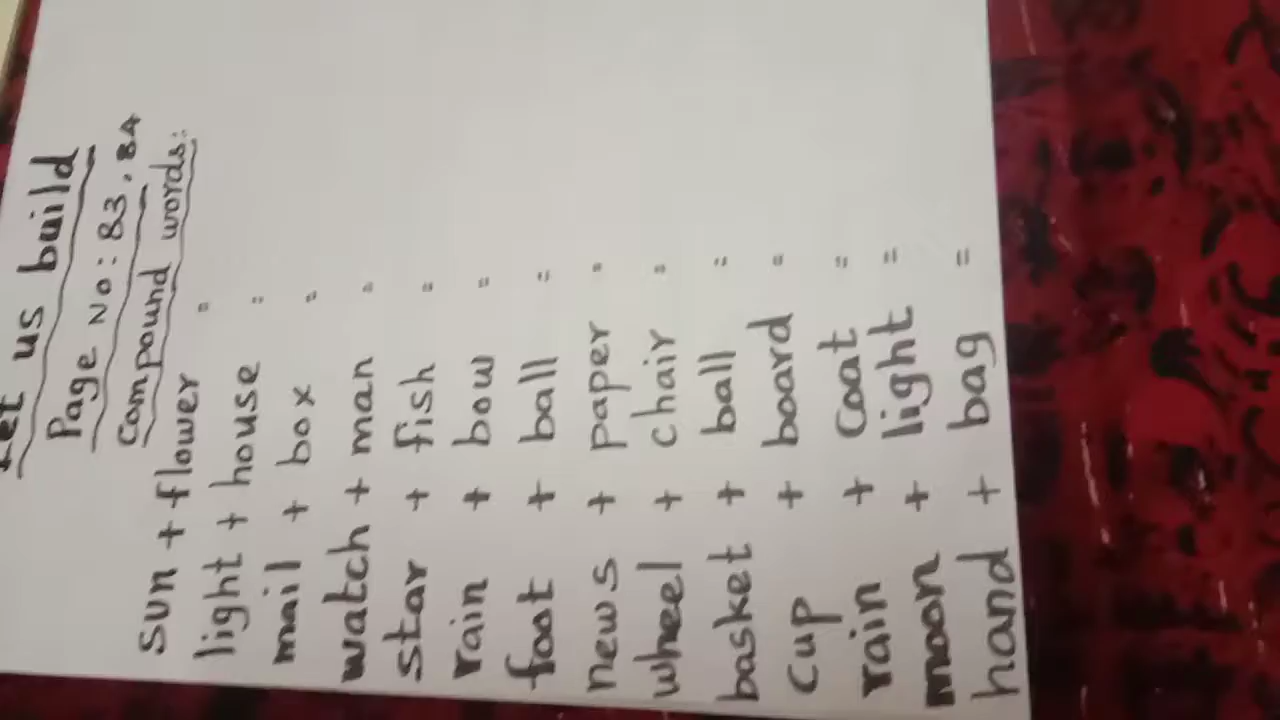 Let us build
Page No: 83, 84
Compound words:
sun + flower =
light + house =
mail + box =
watch + man =
star + fish =
rain + bow =
foot + ball =
news + paper =
wheel + chair =
basket + ball =
cup + board =
rain + coat =
moon + light =
hand + bag =